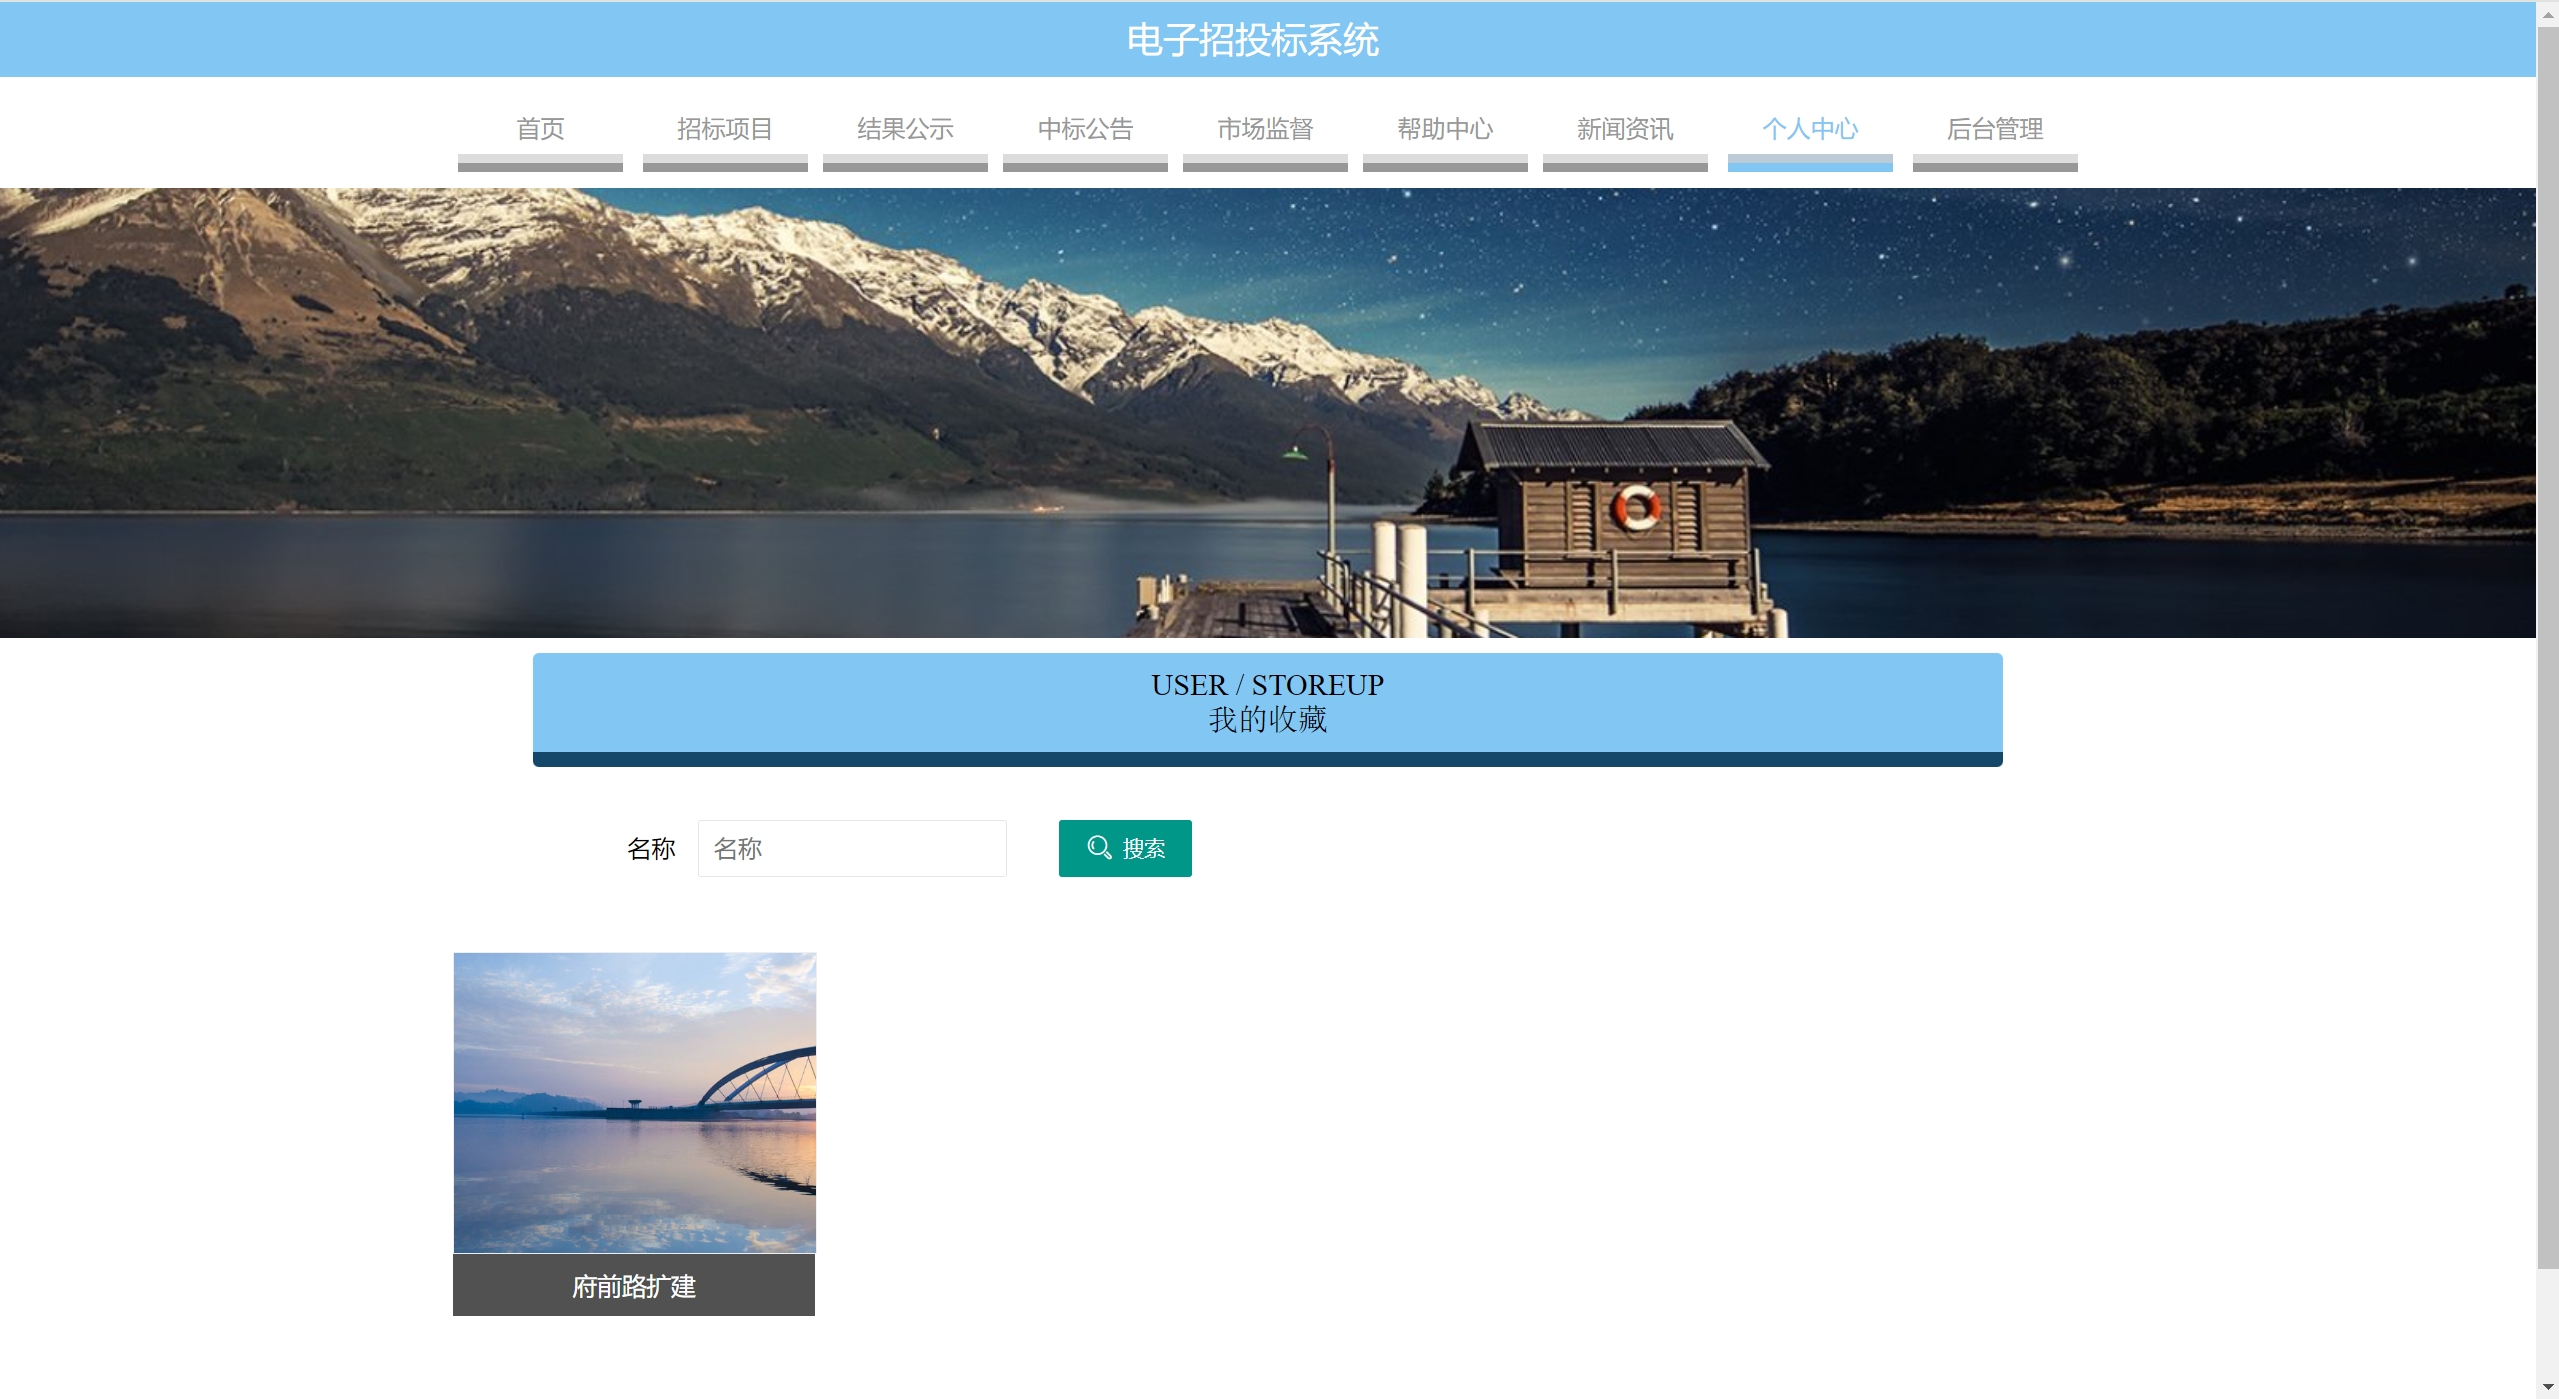 电子招投标系统
首页 招标项目 结果公示 中标公告 市场监督 帮助中心 新闻资讯 个人中心 后台管理
USER / STOREUP
我的收藏
名称 名称 搜索
府前路扩建